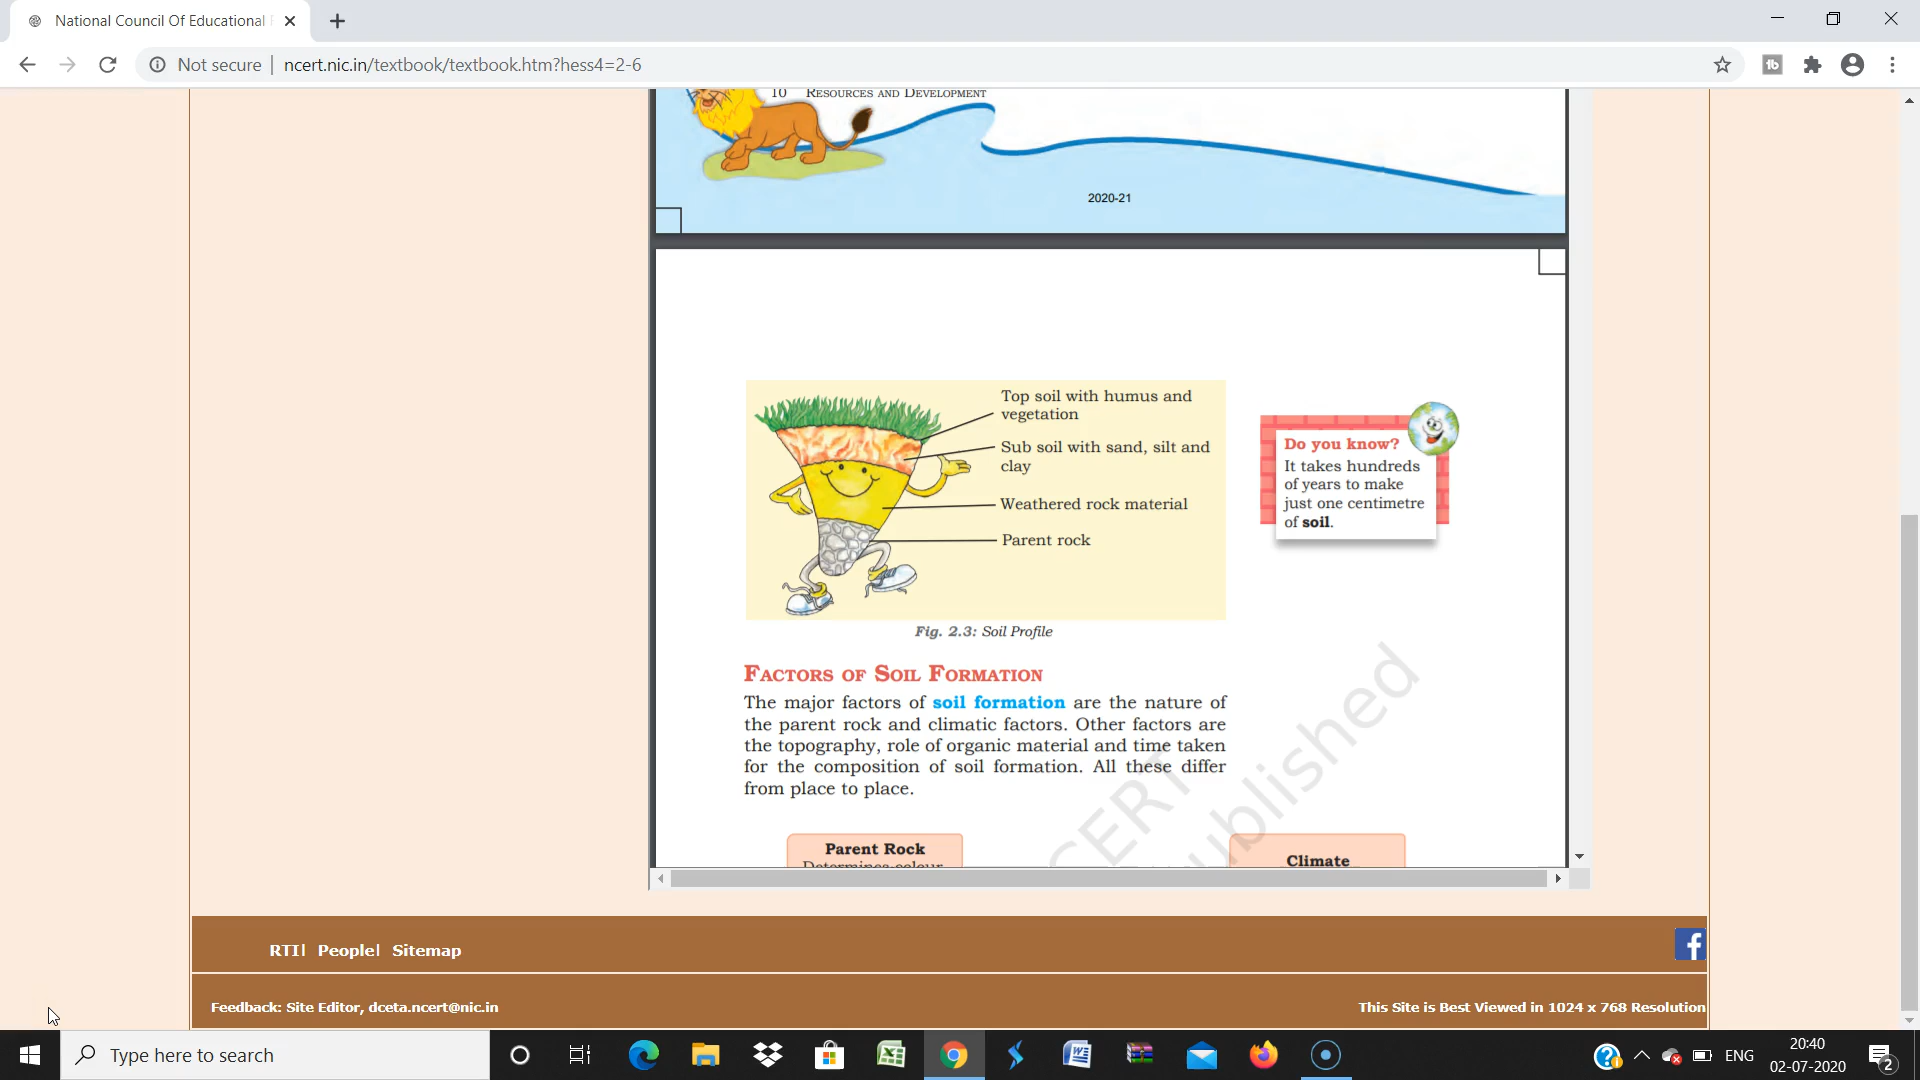 National Council Of Educational
Not secure
ncert.nic.in/textbook/textbook.htm?hess4=2-6
10 RESOURCES AND DEVELOPMENT
2020-21
Top soil with humus and
vegetation
Sub soil with sand, silt and
clay
Weathered rock material
Parent rock
Fig. 2.3: Soil Profile
Do you know?
It takes hundreds
of years to make
just one centimetre
of soil.
FACTORS OF SOIL FORMATION
The major factors of soil formation are the nature of
the parent rock and climatic factors. Other factors are
the topography, role of organic material and time taken
for the composition of soil formation. All these differ
from place to place.
Parent Rock
Determines colour
Climate
RTI| People| Sitemap
Feedback: Site Editor, dceta.ncert@nic.in
This Site is Best Viewed in 1024 x 768 Resolution
Type here to search
ENG
20:40
02-07-2020
2